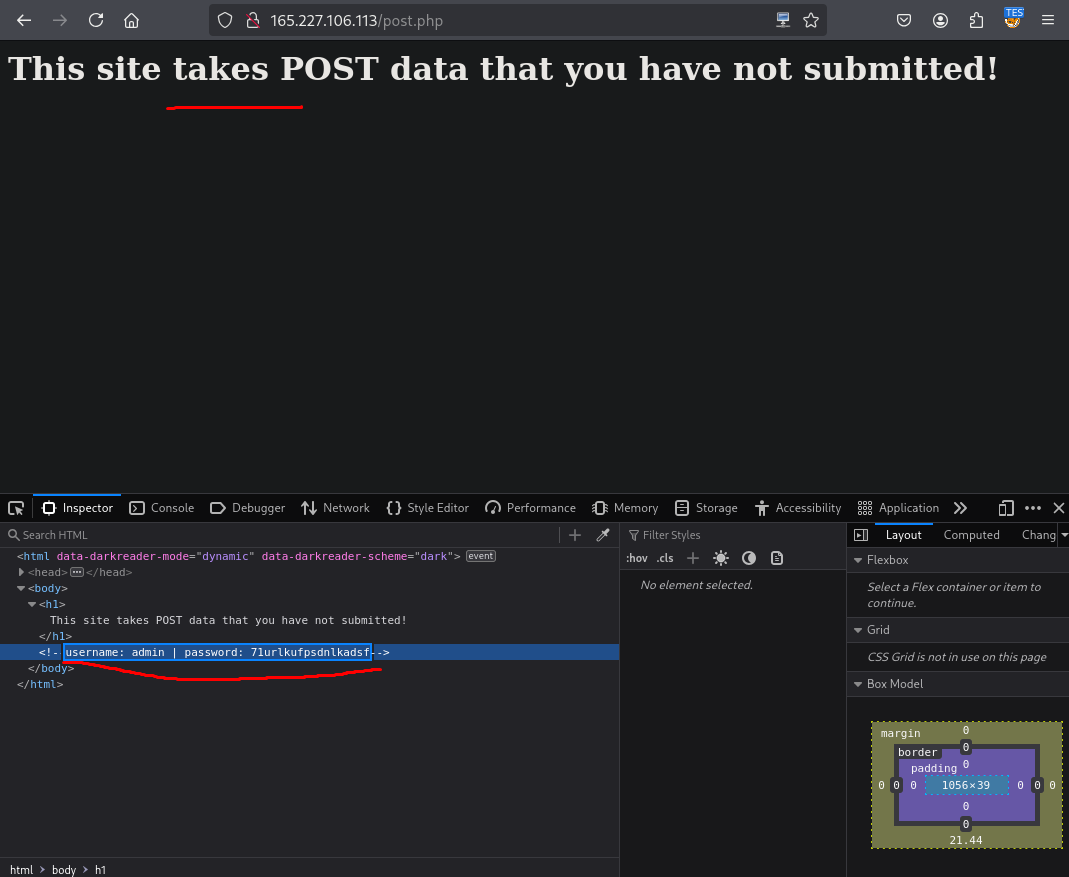 165.227.106.113/post.php
TES
This site takes POST data that you have not submitted!
Inspector Console Debugger Network Style Editor Performance Memory Storage Accessibility Application
Search HTML
<html data-darkreader-mode="dynamic" data-darkreader-scheme="dark"> event
<head> </head>
<body>
<h1>
This site takes POST data that you have not submitted!
</h1>
<!--username: admin | password: 71urlkufpsdnlkadsf-->
</body>
</html>
html > body > h1
Filter Styles
:hov .cls
No element selected.
Layout Computed Chang
Flexbox
Select a Flex container or item to
continue.
Grid
CSS Grid is not in use on this page
Box Model
margin 0
border 0
padding 0
0 0 0 1056×39 0 0 0
0
0
21.44